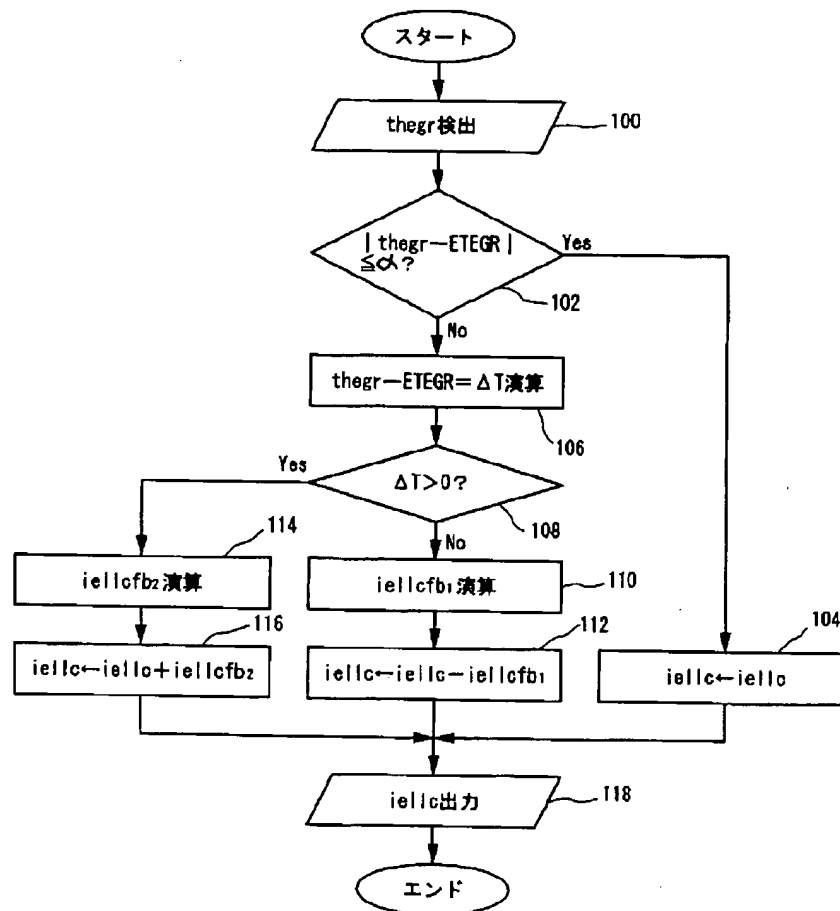 スタート
thegr検出
100
|thegr−ETEGR|
≦α?
Yes
102
No
thegr−ETEGR=ΔT演算
106
Yes
ΔT>0?
108
No
114
iellcfb₂演算
iellcfb₁演算
110
116
iellc←iellc+iellcfb₂
112
iellc←iellc−iellcfb₁
104
iellc←iellc
iellc出力
118
エンド